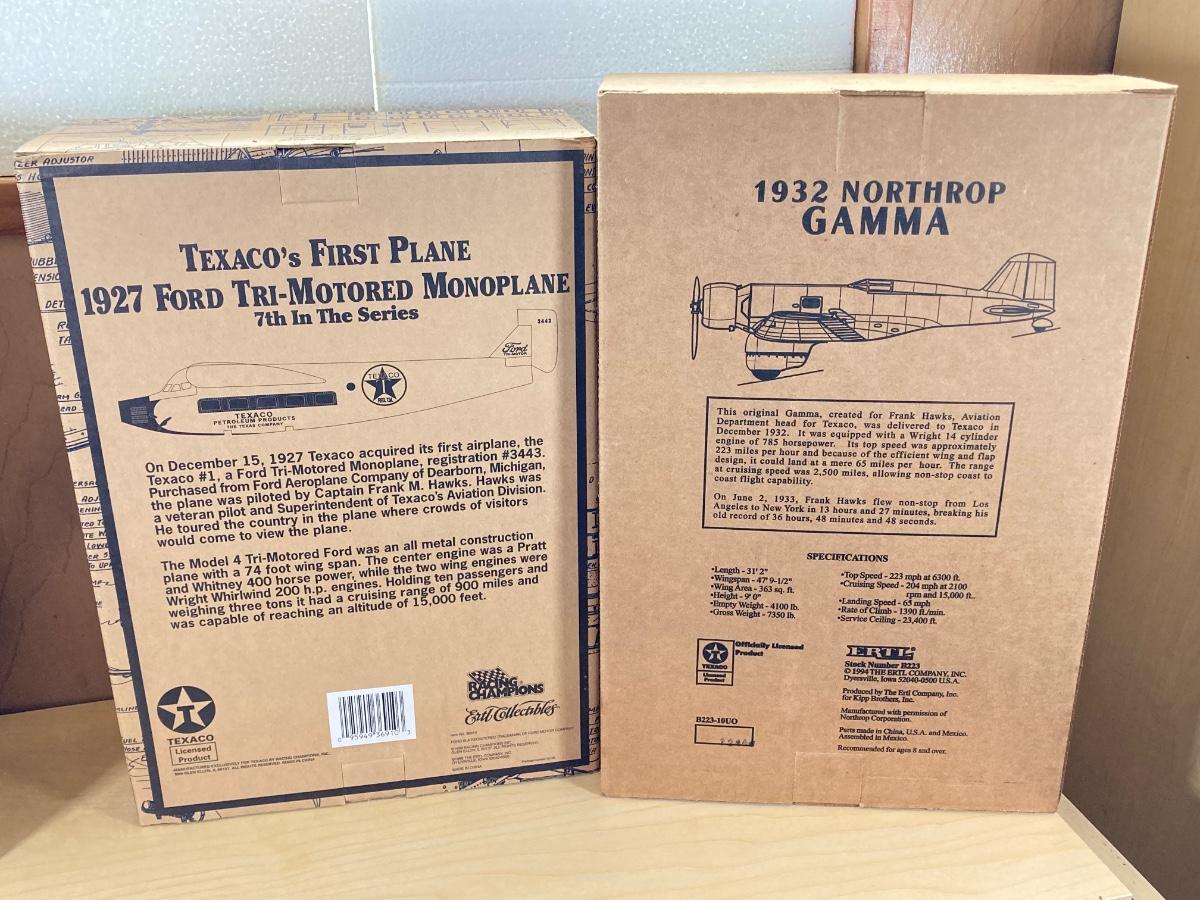 TEXACO'S FIRST PLANE
1927 FORD TRI-MOTORED MONOPLANE
7th In The Series
3443
Ford
TRI-MOTOR
TEXACO
TEXACO
PETROLEUM PRODUCTS
THE TEXAS COMPANY
On December 15, 1927 Texaco acquired its first airplane, the
Texaco #1, a Ford Tri-Motored Monoplane, registration #3443.
Purchased from Ford Aeroplane Company of Dearborn, Michigan,
the plane was piloted by Captain Frank M. Hawks. Hawks was
a veteran pilot and Superintendent of Texaco's Aviation Division.
He toured the country in the plane where crowds of visitors
would come to view the plane.
The Model 4 Tri-Motored Ford was an all metal construction
plane with a 74 foot wing span. The center engine was a Pratt
and Whitney 400 horse power, while the two wing engines were
Wright Whirlwind 200 h.p. engines. Holding ten passengers and
weighing three tons it had a cruising range of 900 miles and
was capable of reaching an altitude of 15,000 feet.
T
TEXACO
Licensed
Product
RACING
CHAMPIONS
Ertl Collectibles
MANUFACTURED EXCLUSIVELY FOR TEXACO BY RACING CHAMPIONS, INC.
MADE IN CHINA
ZER ADJUSTOR
1932 NORTHROP
GAMMA
This original Gamma, created for Frank Hawks, Aviation
Department head for Texaco, was delivered to Texaco in
December 1932. It was equipped with a Wright 14 cylinder
engine of 785 horsepower. Its top speed was approximately
223 miles per hour and because of the efficient wing and flap
design, it could land at a mere 65 miles per hour. The range
at cruising speed was 2,500 miles, allowing non-stop coast to
coast flight capability.
On June 2, 1933, Frank Hawks flew non-stop from Los
Angeles to New York in 13 hours and 27 minutes, breaking his
old record of 36 hours, 48 minutes and 48 seconds.
SPECIFICATIONS
•Length - 31' 2"
•Wingspan - 47' 9-1/2"
•Wing Area - 363 sq. ft.
•Height - 9' 0"
•Empty Weight - 4100 lb.
•Gross Weight - 7350 lb.
•Top Speed - 223 mph at 6300 ft.
•Cruising Speed - 204 mph at 2100
rpm and 15,000 ft..
•Landing Speed - 65 mph
•Rate of Climb - 1390 ft./min.
•Service Ceiling - 23,400 ft.
T
TEXACO
Licensed
Product
Officially Licensed
Product
B223-10UO
ERTL
Stock Number B223
© 1994 THE ERTL COMPANY, INC.
Dyersville, Iowa 52040-0500 U.S.A.
Produced by The Ertl Company, Inc.
for Kipp Brothers, Inc.
Manufactured with permission of
Northrop Corporation.
Parts made in China, U.S.A. and Mexico.
Assembled in Mexico.
Recommended for ages 8 and over.